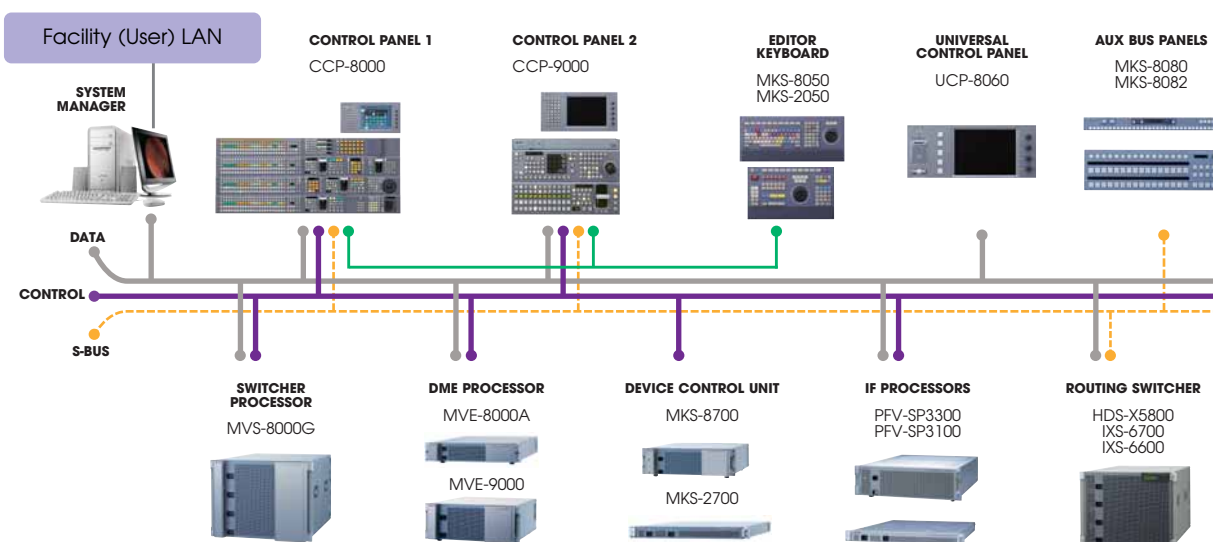 Facility (User) LAN
SYSTEM
MANAGER
CONTROL PANEL 1
CCP-8000
CONTROL PANEL 2
CCP-9000
EDITOR
KEYBOARD
MKS-8050
MKS-2050
UNIVERSAL
CONTROL PANEL
UCP-8060
AUX BUS PANELS
MKS-8080
MKS-8082
DATA
CONTROL
S-BUS
SWITCHER
PROCESSOR
MVS-8000G
DME PROCESSOR
MVE-8000A
MVE-9000
DEVICE CONTROL UNIT
MKS-8700
MKS-2700
IF PROCESSORS
PFV-SP3300
PFV-SP3100
ROUTING SWITCHER
HDS-X5800
IXS-6700
IXS-6600